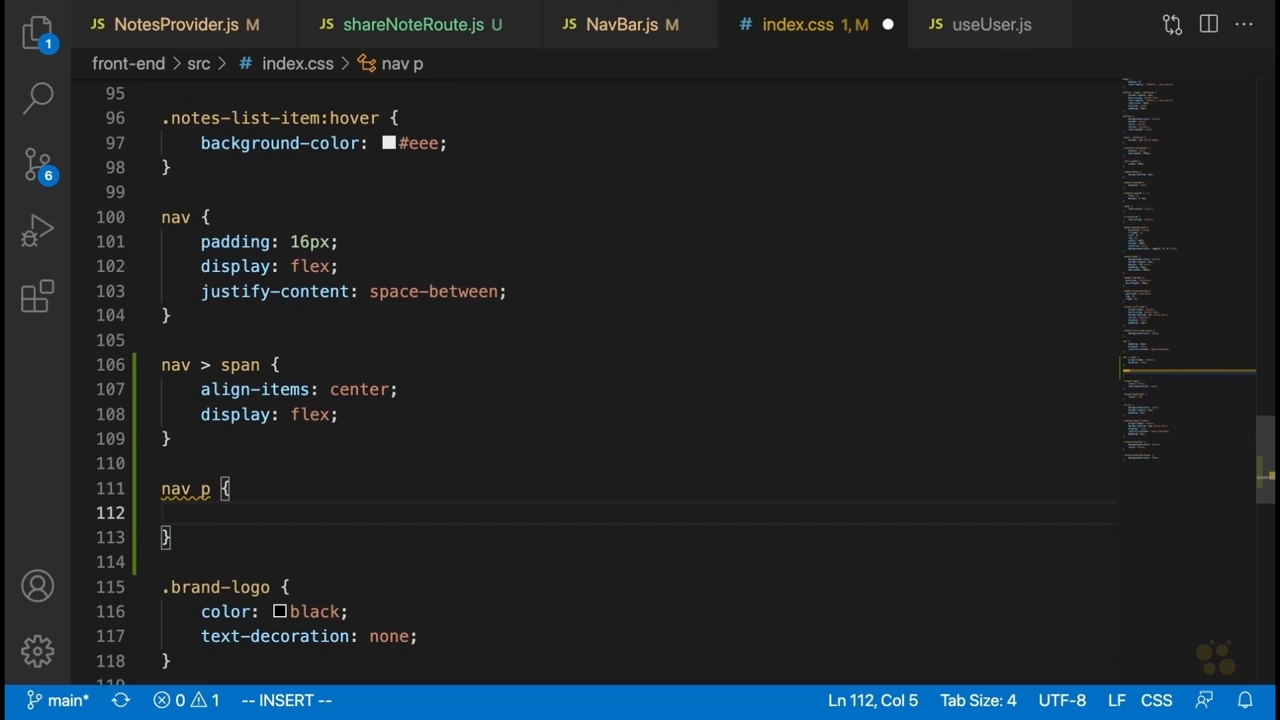 JS NotesProvider.js M
JS shareNoteRoute.js U
JS NavBar.js M
# index.css 1, M
JS useUser.js
1
front-end > src > # index.css > nav p
95
96 .notes-list-item:hover {
97 background-color: #eee;
98 }
99
100 nav {
101 padding: 16px;
102 display: flex;
103 justify-content: space-between;
104 }
105
106 nav > span {
107 align-items: center;
108 display: flex;
109 }
110
111 nav p {
112
113 }
114
115 .brand-logo {
116 color: black;
117 text-decoration: none;
118 }
6
main* 0 1 -- INSERT -- Ln 112, Col 5 Tab Size: 4 UTF-8 LF CSS